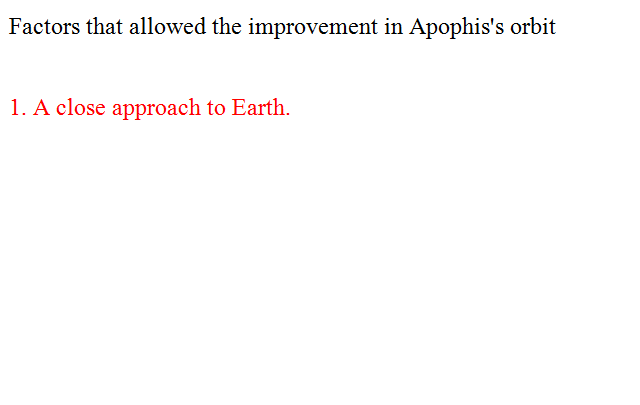 Factors that allowed the improvement in Apophis's orbit
1. A close approach to Earth.